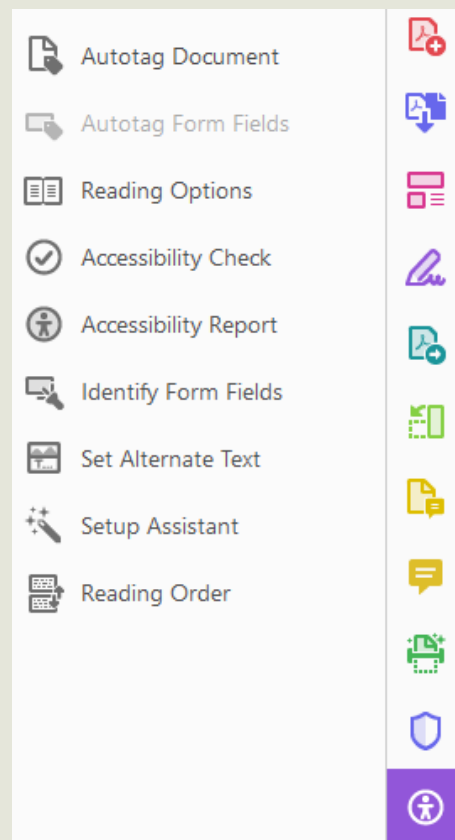 Autotag Document
Autotag Form Fields
Reading Options
Accessibility Check
Accessibility Report
Identify Form Fields
Set Alternate Text
Setup Assistant
Reading Order